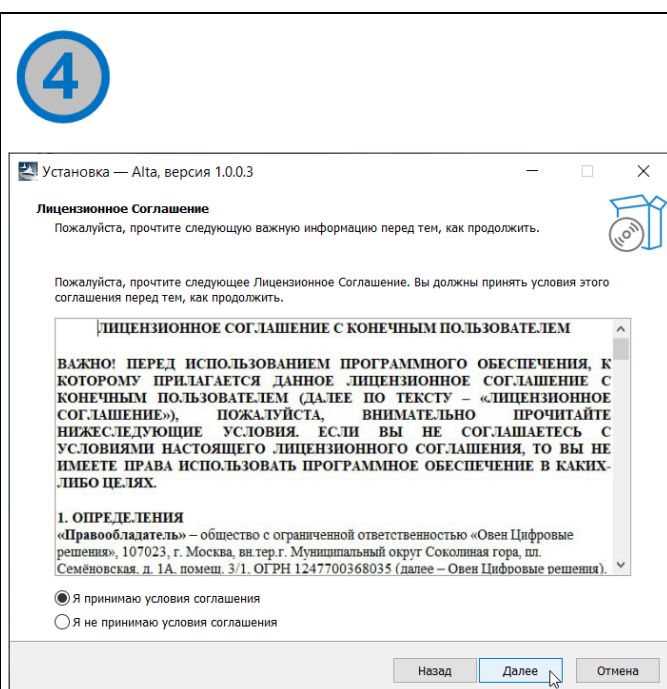 4
Установка — Alta, версия 1.0.0.3
Лицензионное Соглашение
Пожалуйста, прочтите следующую важную информацию перед тем, как продолжить.
Пожалуйста, прочтите следующее Лицензионное Соглашение. Вы должны принять условия этого
соглашения перед тем, как продолжить.
ЛИЦЕНЗИОННОЕ СОГЛАШЕНИЕ С КОНЕЧНЫМ ПОЛЬЗОВАТЕЛЕМ
ВАЖНО! ПЕРЕД ИСПОЛЬЗОВАНИЕМ ПРОГРАММНОГО ОБЕСПЕЧЕНИЯ, К
КОТОРОМУ ПРИЛАГАЕТСЯ ДАННОЕ ЛИЦЕНЗИОННОЕ СОГЛАШЕНИЕ С
КОНЕЧНЫМ ПОЛЬЗОВАТЕЛЕМ (ДАЛЕЕ ПО ТЕКСТУ – «ЛИЦЕНЗИОННОЕ
СОГЛАШЕНИЕ»), ПОЖАЛУЙСТА, ВНИМАТЕЛЬНО ПРОЧИТАЙТЕ
НИЖЕСЛЕДУЮЩИЕ УСЛОВИЯ. ЕСЛИ ВЫ НЕ СОГЛАШАЕТЕСЬ С
УСЛОВИЯМИ НАСТОЯЩЕГО ЛИЦЕНЗИОННОГО СОГЛАШЕНИЯ, ТО ВЫ НЕ
ИМЕЕТЕ ПРАВА ИСПОЛЬЗОВАТЬ ПРОГРАММНОЕ ОБЕСПЕЧЕНИЕ В КАКИХ-
ЛИБО ЦЕЛЯХ.
1. ОПРЕДЕЛЕНИЯ
«Правообладатель» – общество с ограниченной ответственностью «Овен Цифровые
решения», 107023, г. Москва, вн.тер.г. Муниципальный округ Соколиная гора, пл.
Семёновская, д. 1А, помещ. 3/1, ОГРН 1247700368035 (далее – Овен Цифровые решения).
Я принимаю условия соглашения
Я не принимаю условия соглашения
Назад
Далее
Отмена